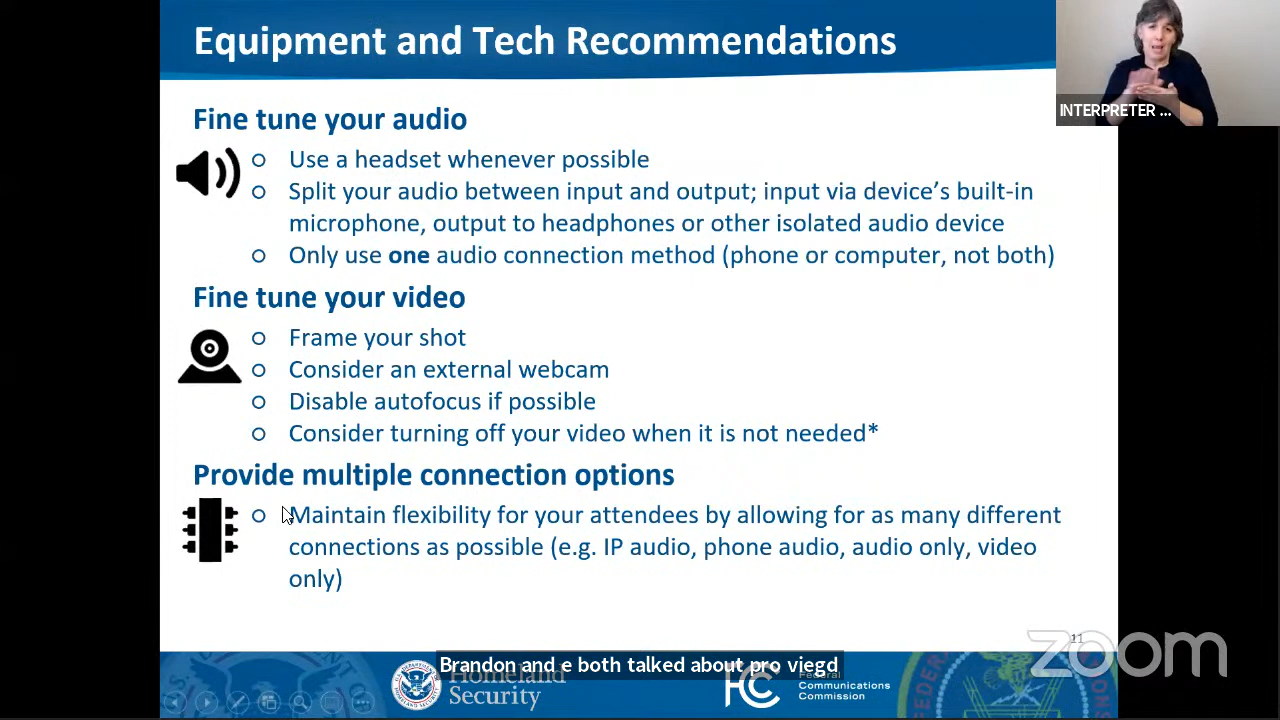 Equipment and Tech Recommendations
INTERPRETER ...
Fine tune your audio
Use a headset whenever possible
Split your audio between input and output; input via device's built-in
microphone, output to headphones or other isolated audio device
Only use one audio connection method (phone or computer, not both)
Fine tune your video
Frame your shot
Consider an external webcam
Disable autofocus if possible
Consider turning off your video when it is not needed*
Provide multiple connection options
Maintain flexibility for your attendees by allowing for as many different
connections as possible (e.g. IP audio, phone audio, audio only, video
only)
11
zoom
Brandon and e both talked about pro viegd
Homeland
Security
FCC
Federal
Communications
Commission